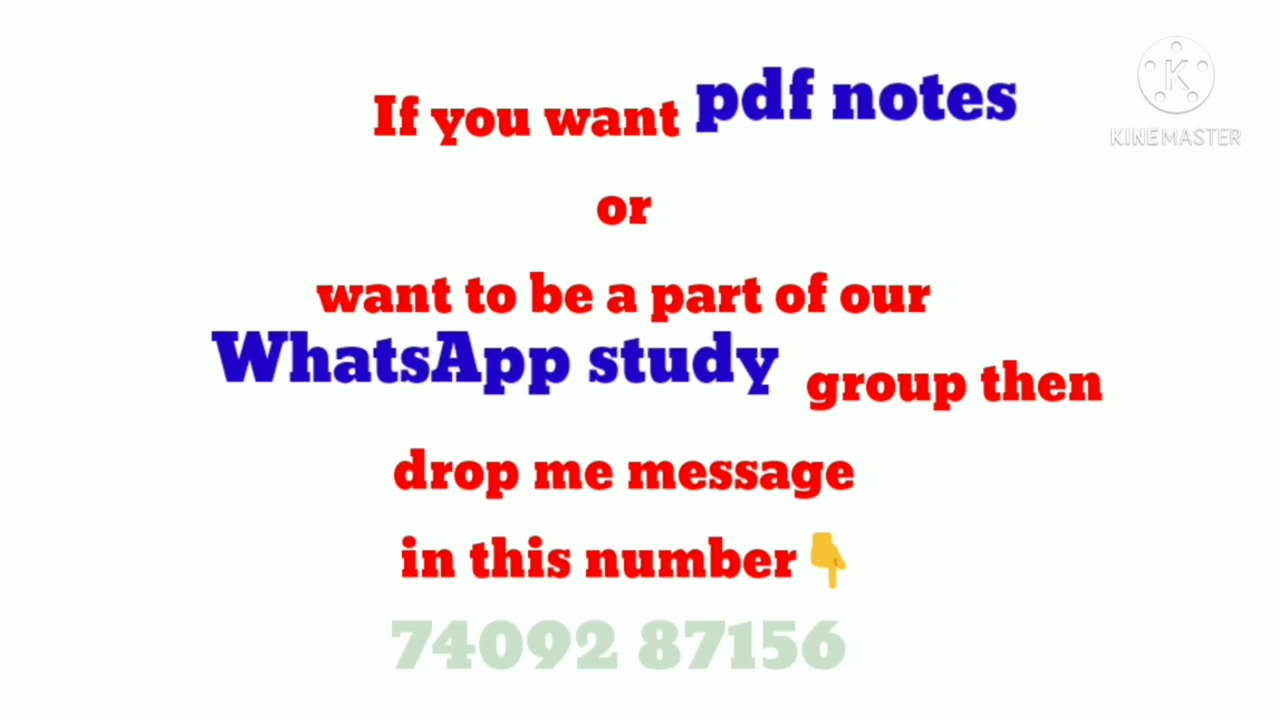 If you want pdf notes
K
KINEMASTER
or
want to be a part of our
WhatsApp study group then
drop me message
in this number👇
74092 87156